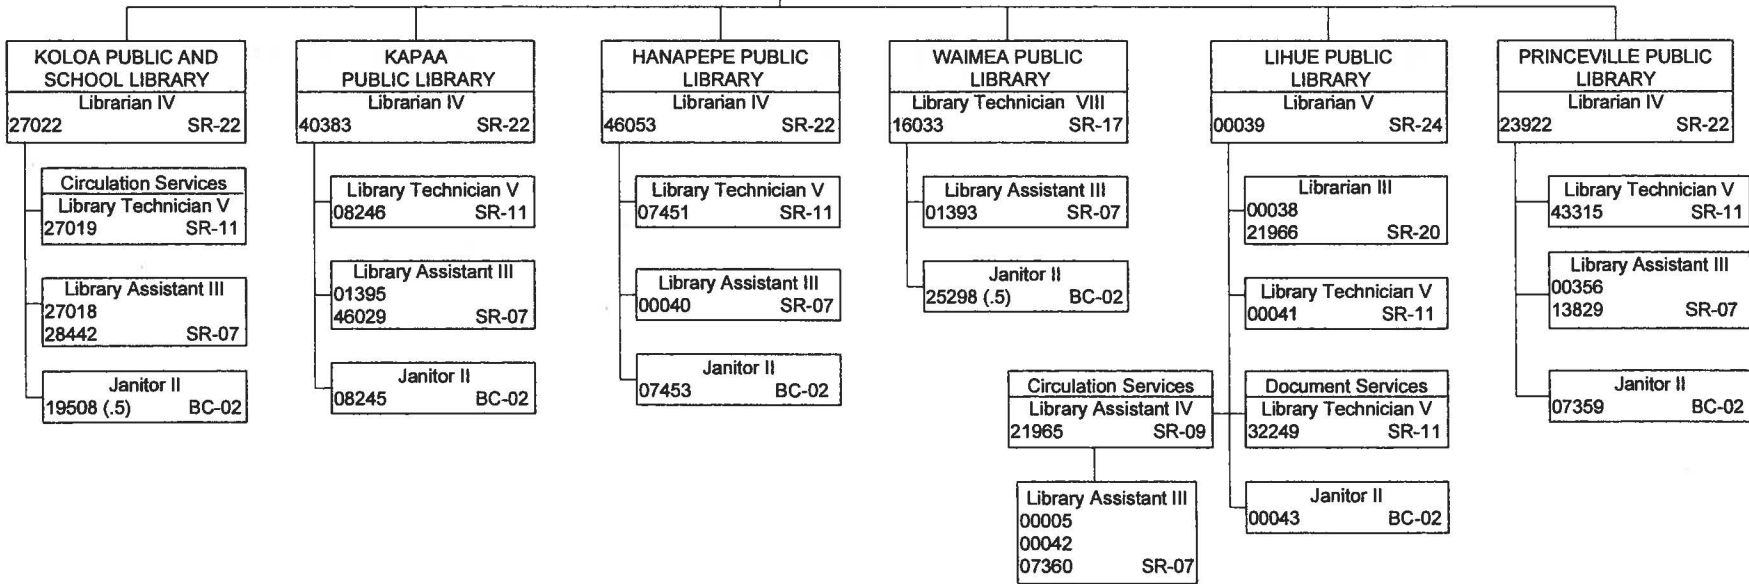 KOLOA PUBLIC AND
SCHOOL LIBRARY
Librarian IV
27022 SR-22
Circulation Services
Library Technician V
27019 SR-11
Library Assistant III
27018
28442 SR-07
Janitor II
19508 (.5) BC-02
KAPAA
PUBLIC LIBRARY
Librarian IV
40383 SR-22
Library Technician V
08246 SR-11
Library Assistant III
01395
46029 SR-07
Janitor II
08245 BC-02
HANAPEPE PUBLIC
LIBRARY
Librarian IV
46053 SR-22
Library Technician V
07451 SR-11
Library Assistant III
00040 SR-07
Janitor II
07453 BC-02
WAIMEA PUBLIC
LIBRARY
Library Technician VIII
16033 SR-17
Library Assistant III
01393 SR-07
Janitor II
25298 (.5) BC-02
LIHUE PUBLIC
LIBRARY
Librarian V
00039 SR-24
Librarian III
00038
21966 SR-20
Library Technician V
00041 SR-11
Circulation Services
Library Assistant IV
21965 SR-09
Library Assistant III
00005
00042
07360 SR-07
Document Services
Library Technician V
32249 SR-11
Janitor II
00043 BC-02
PRINCEVILLE PUBLIC
LIBRARY
Librarian IV
23922 SR-22
Library Technician V
43315 SR-11
Library Assistant III
00356
13829 SR-07
Janitor II
07359 BC-02